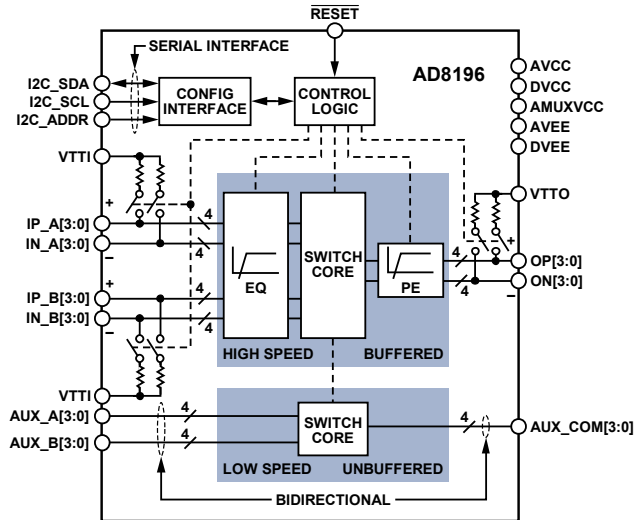 RESET
SERIAL INTERFACE
AD8196
I2C_SDA
I2C_SCL
I2C_ADDR
CONFIG
INTERFACE
CONTROL
LOGIC
AVCC
DVCC
AMUXVCC
AVEE
DVEE
VTTI
VTTO
+
IP_A[3:0]
IN_A[3:0]
–
4
4
+
IP_B[3:0]
IN_B[3:0]
–
4
4
EQ
SWITCH
CORE
PE
4
4
+
OP[3:0]
ON[3:0]
–
HIGH SPEED
BUFFERED
VTTI
AUX_A[3:0]
AUX_B[3:0]
4
4
SWITCH
CORE
4
AUX_COM[3:0]
LOW SPEED
UNBUFFERED
BIDIRECTIONAL